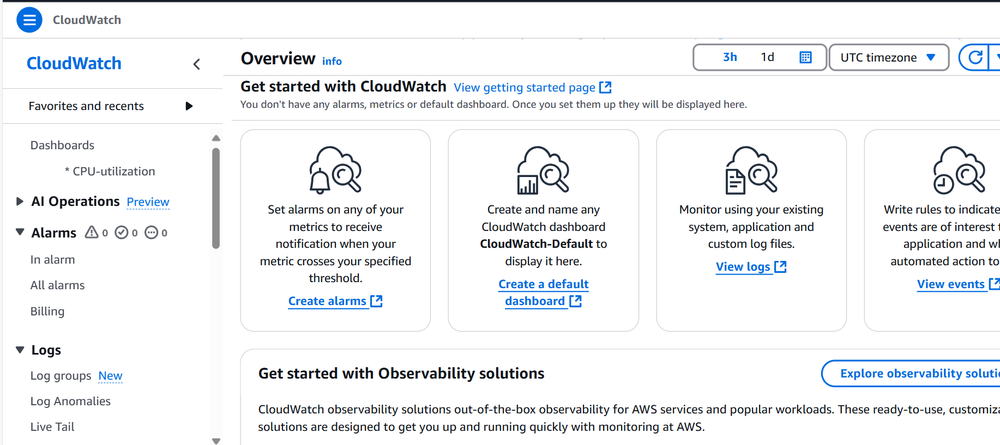 CloudWatch
CloudWatch
Favorites and recents
Dashboards
* CPU-utilization
AI Operations Preview
Alarms 0 0 0
In alarm
All alarms
Billing
Logs
Log groups New
Log Anomalies
Live Tail
Overview info
3h 1d UTC timezone
Get started with CloudWatch View getting started page
You don't have any alarms, metrics or default dashboard. Once you set them up they will be displayed here.
Set alarms on any of your
metrics to receive
notification when your
metric crosses your specified
threshold.
Create alarms
Create and name any
CloudWatch dashboard
CloudWatch-Default to
display it here.
Create a default
dashboard
Monitor using your existing
system, application and
custom log files.
View logs
Write rules to indicate
events are of interest
application and
automated action to
View events
Get started with Observability solutions
Explore observability
CloudWatch observability solutions out-of-the-box observability for AWS services and popular workloads. These ready-to-use,
solutions are designed to get you up and running quickly with monitoring at AWS.